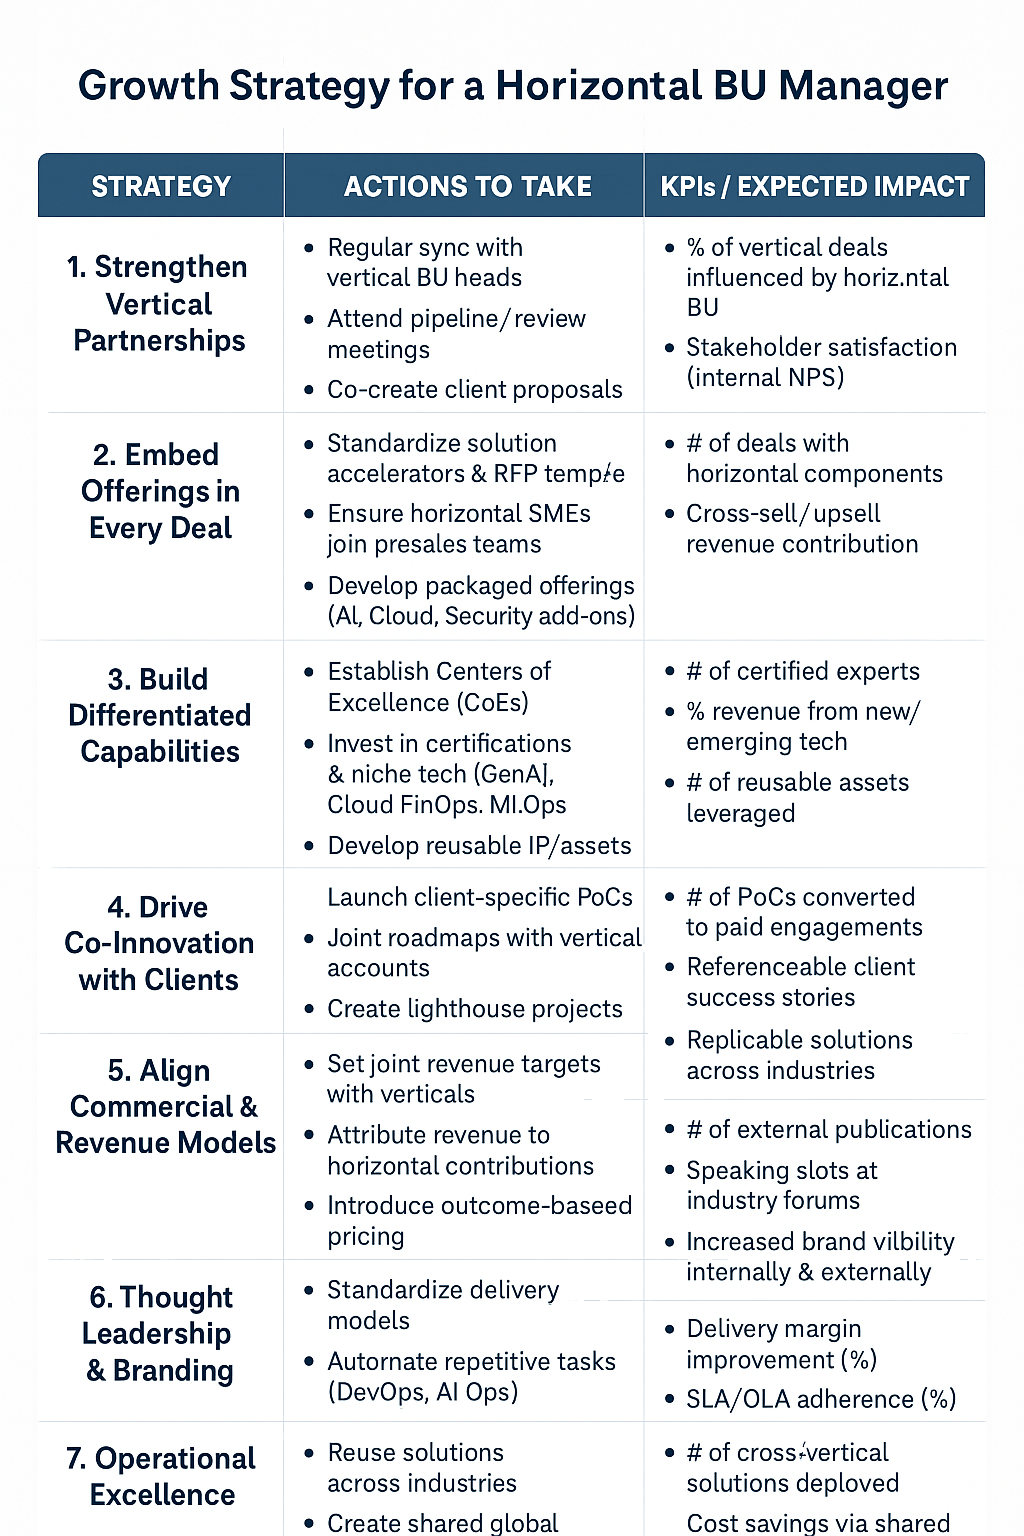 Growth Strategy for a Horizontal BU Manager
STRATEGY
ACTIONS TO TAKE
KPIs / EXPECTED IMPACT
1. Strengthen
Vertical
Partnerships
• Regular sync with
vertical BU heads
• Attend pipeline/review
meetings
• Co-create client proposals
• % of vertical deals
influenced by horiz.ntal
BU
• Stakeholder satisfaction
(internal NPS)
2. Embed
Offerings in
Every Deal
• Standardize solution
accelerators & RFP
• Ensure horizontal SMEs
join presales teams
• Develop packaged offerings
(AI, Cloud, Security add-ons)
• # of deals with
horizontal components
• Cross-sell/upsell
revenue contribution
3. Build
Differentiated
Capabilities
• Establish Centers of
Excellence (CoEs)
• Invest in certifications
& niche tech (GenAI,
Cloud FinOps. MI.Ops
• Develop reusable IP/assets
• # of certified experts
• % revenue from new/
emerging tech
• # of reusable assets
leveraged
4. Drive
Co-Innovation
with Clients
Launch client-specific PoCs
• Joint roadmaps with vertical
accounts
• Create lighthouse projects
• # of PoCs converted
to paid engagements
• Referenceable client
success stories
• Replicable solutions
across industries
5. Align
Commercial &
Revenue Models
• Set joint revenue targets
with verticals
• Attribute revenue to
horizontal contributions
• Introduce outcome-baseed
pricing
• # of external publications
• Speaking slots at
industry forums
• Increased brand vilbility
internally & externally
6. Thought
Leadership
& Branding
• Standardize delivery
models
• Autornate repetitive tasks
(DevOps, AI Ops)
• Delivery margin
improvement (%)
• SLA/OLA adherence (%)
7. Operational
Excellence
• Reuse solutions
across industries
• Create shared global
• # of cross-vertical
solutions deploved
Cost savings via shared